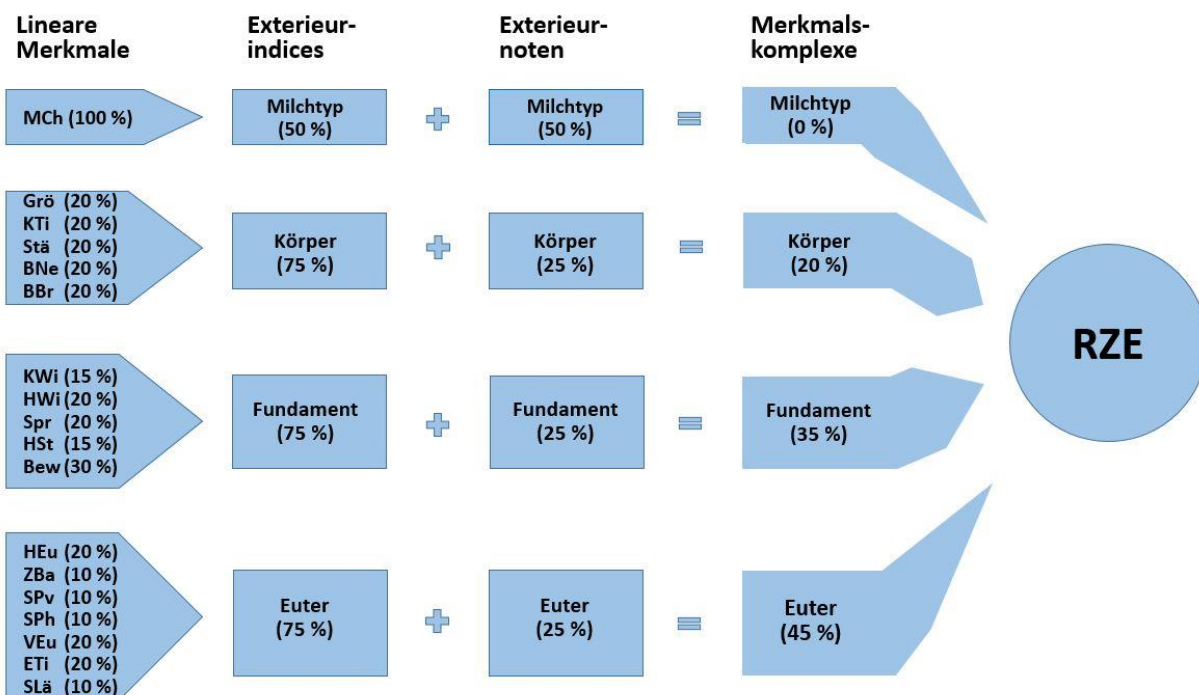 Lineare
Merkmale
Exterieur-
indices
Exterieur-
noten
Merkmals-
komplexe
MCh (100 %)
Milchtyp
(50 %)
+
Milchtyp
(50 %)
=
Milchtyp
(0 %)
Grö (20 %)
KTi (20 %)
Stä (20 %)
BNe (20 %)
BBr (20 %)
Körper
(75 %)
+
Körper
(25 %)
=
Körper
(20 %)
KWi (15 %)
HWi (20 %)
Spr (20 %)
HSt (15 %)
Bew (30 %)
Fundament
(75 %)
+
Fundament
(25 %)
=
Fundament
(35 %)
HEu (20 %)
ZBa (10 %)
SPv (10 %)
SPh (10 %)
VEu (20 %)
ETi (20 %)
SLä (10 %)
Euter
(75 %)
+
Euter
(25 %)
=
Euter
(45 %)
RZE